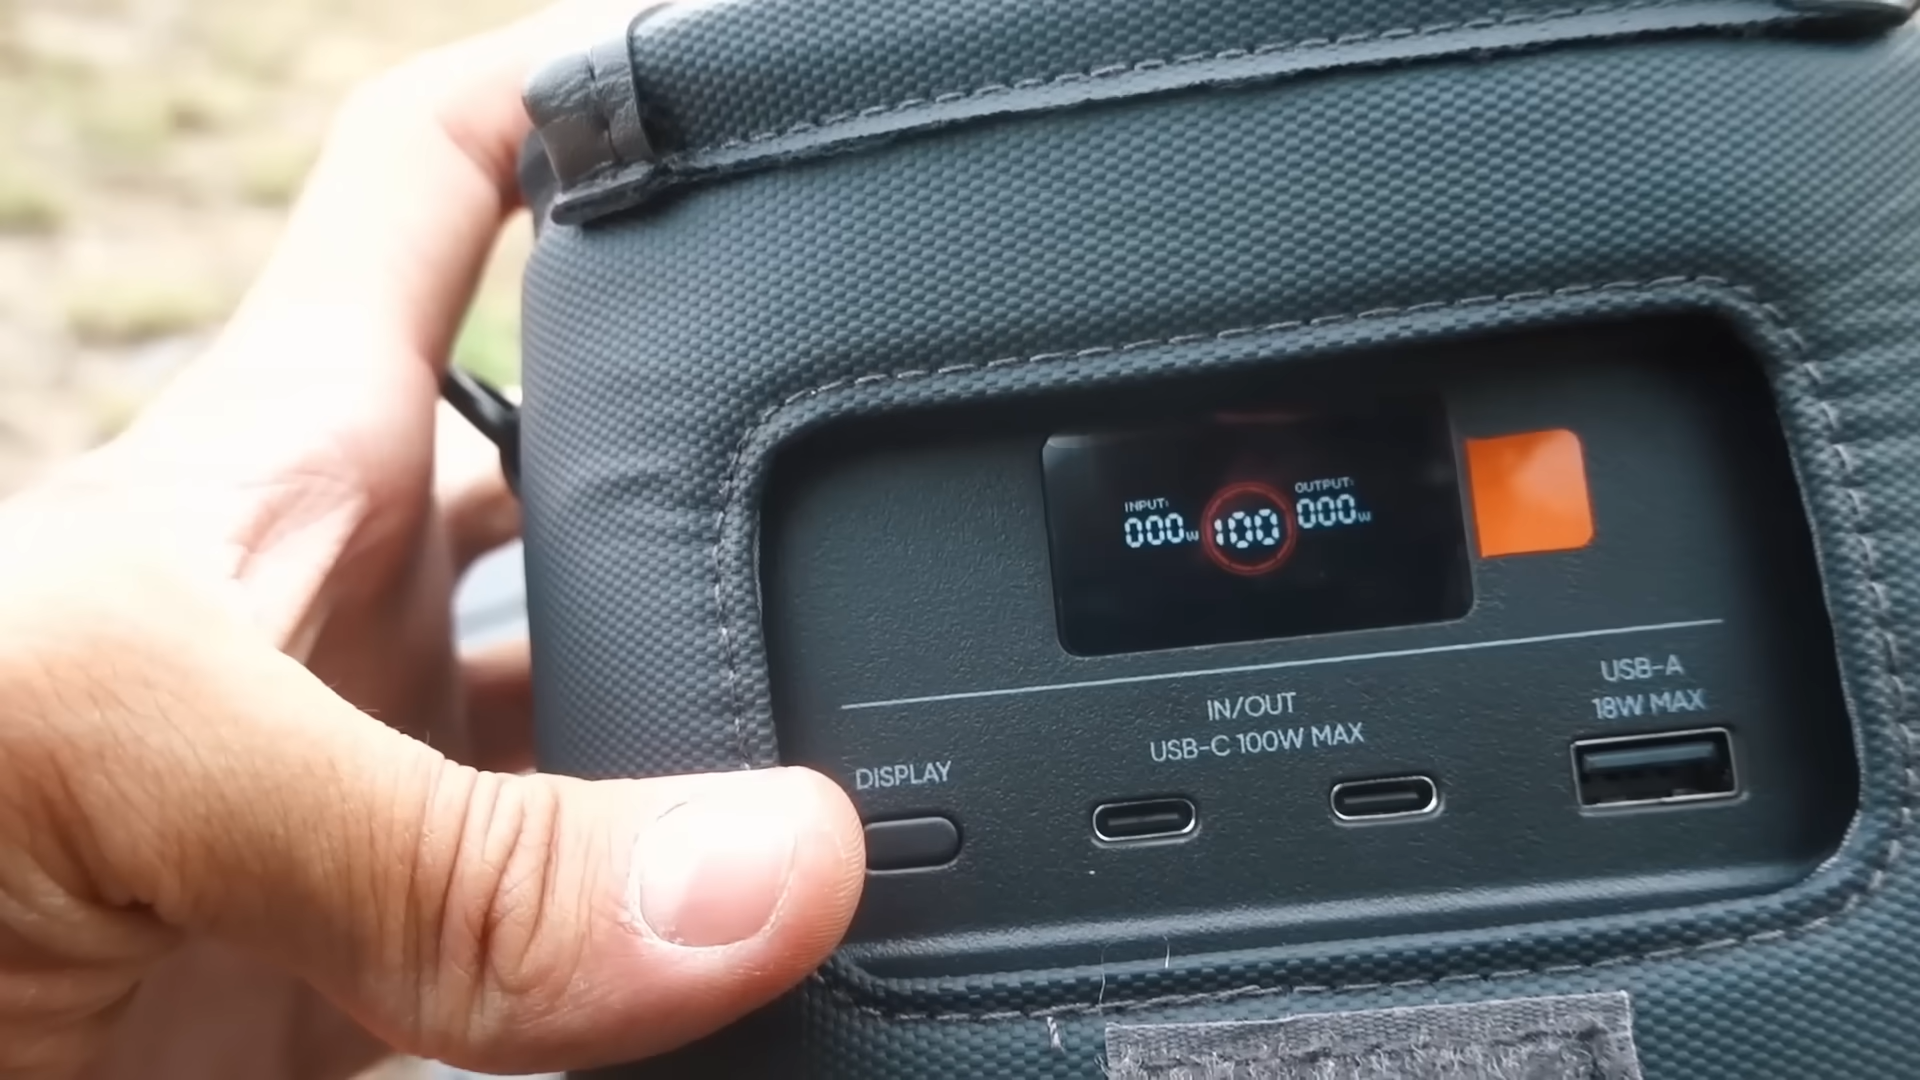 INPUT:
000W
100
OUTPUT:
000W
IN/OUT
USB-C 100W MAX
USB-A
18W MAX
DISPLAY